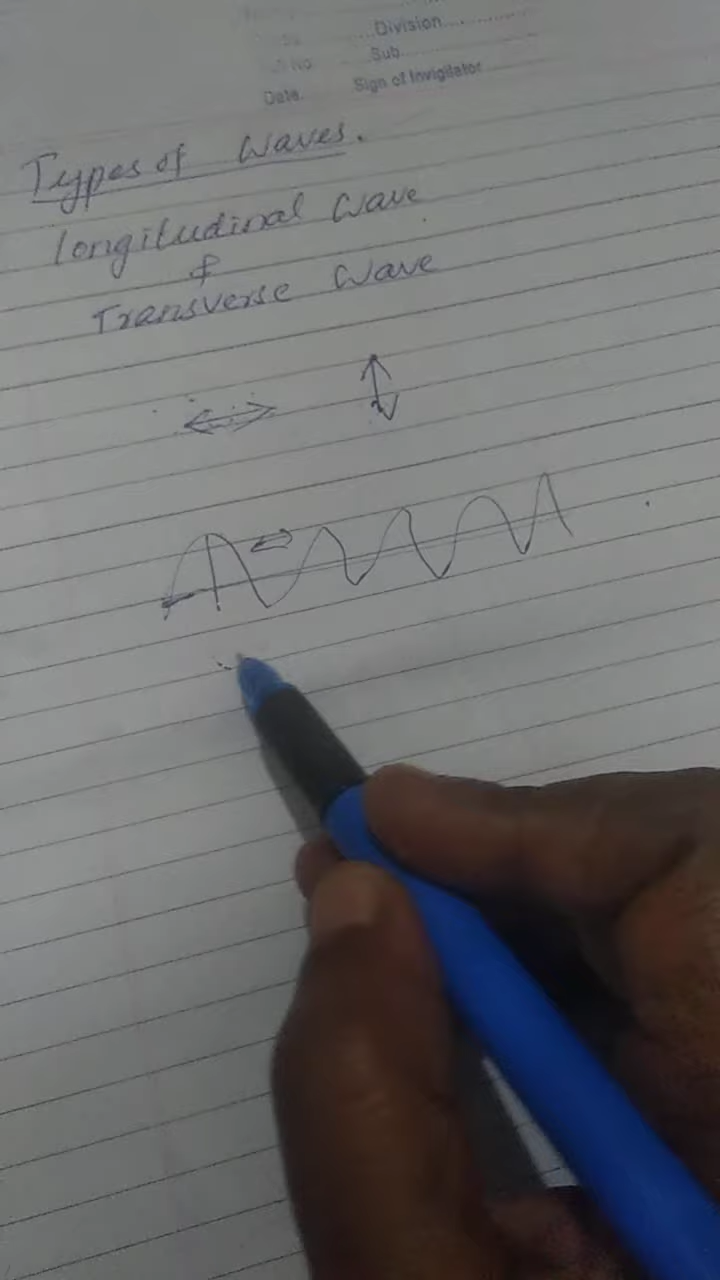 Division
Sub
Date Sign of Invigilator
Types of Waves.
Longitudinal Wave
&
Transverse Wave